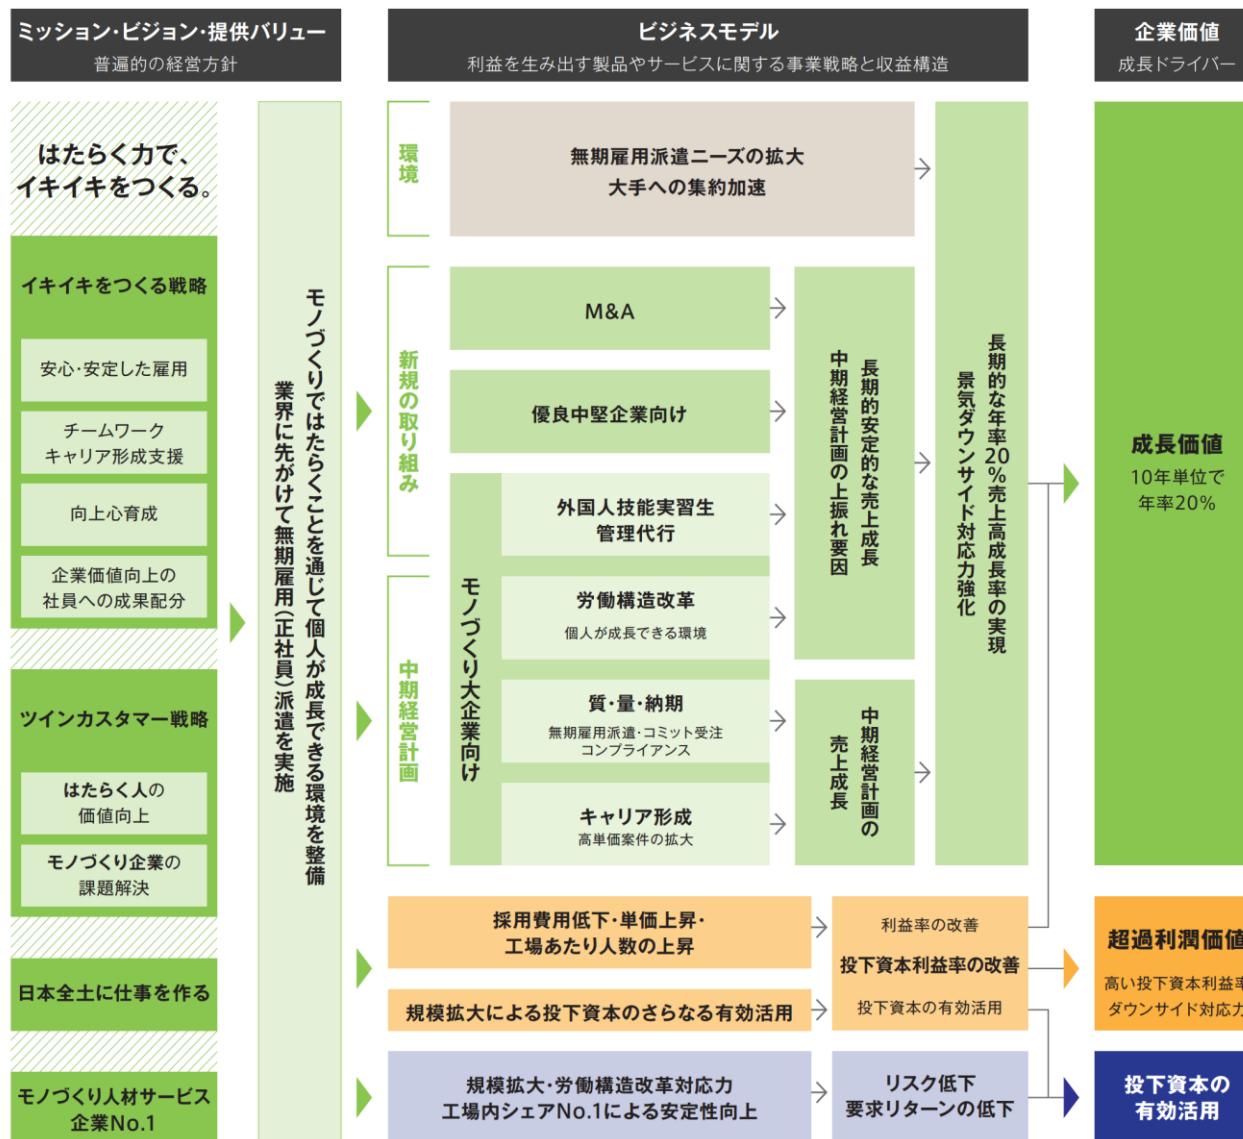 ミッション・ビジョン・提供バリュー
普遍的の経営方針
はたらく力で、
イキイキをつくる。
イキイキをつくる戦略
安心・安定した雇用
チームワーク
キャリア形成支援
向上心育成
企業価値向上の
社員への成果配分
ツインカスタマー戦略
はたらく人の
価値向上
モノづくり企業の
課題解決
日本全土に仕事を作る
モノづくり人材サービス
企業No.1
モノづくりではたらくことを通じて個人が成長できる環境を整備
業界に先がけて無期雇用(正社員)派遣を実施
ビジネスモデル
利益を生み出す製品やサービスに関する事業戦略と収益構造
環境
無期雇用派遣ニーズの拡大
大手への集約加速
新規の取り組み
M&A
優良中堅企業向け
中期経営計画
モノづくり大企業向け
外国人技能実習生
管理代行
労働構造改革
個人が成長できる環境
質・量・納期
無期雇用派遣・コミット受注
コンプライアンス
キャリア形成
高単価案件の拡大
長期的安定的な売上成長
中期経営計画の上振れ要因
中期経営計画の
売上成長
長期的な年率20%売上高成長率の実現
景気ダウンサイド対応力強化
採用費用低下・単価上昇・
工場あたり人数の上昇
規模拡大による投下資本のさらなる有効活用
利益率の改善
投下資本利益率の改善
投下資本の有効活用
規模拡大・労働構造改革対応力
工場内シェアNo.1による安定性向上
リスク低下
要求リターンの低下
企業価値
成長ドライバー
成長価値
10年単位で
年率20%
超過利潤価値
高い投下資本利益率
ダウンサイド対応力
投下資本の
有効活用